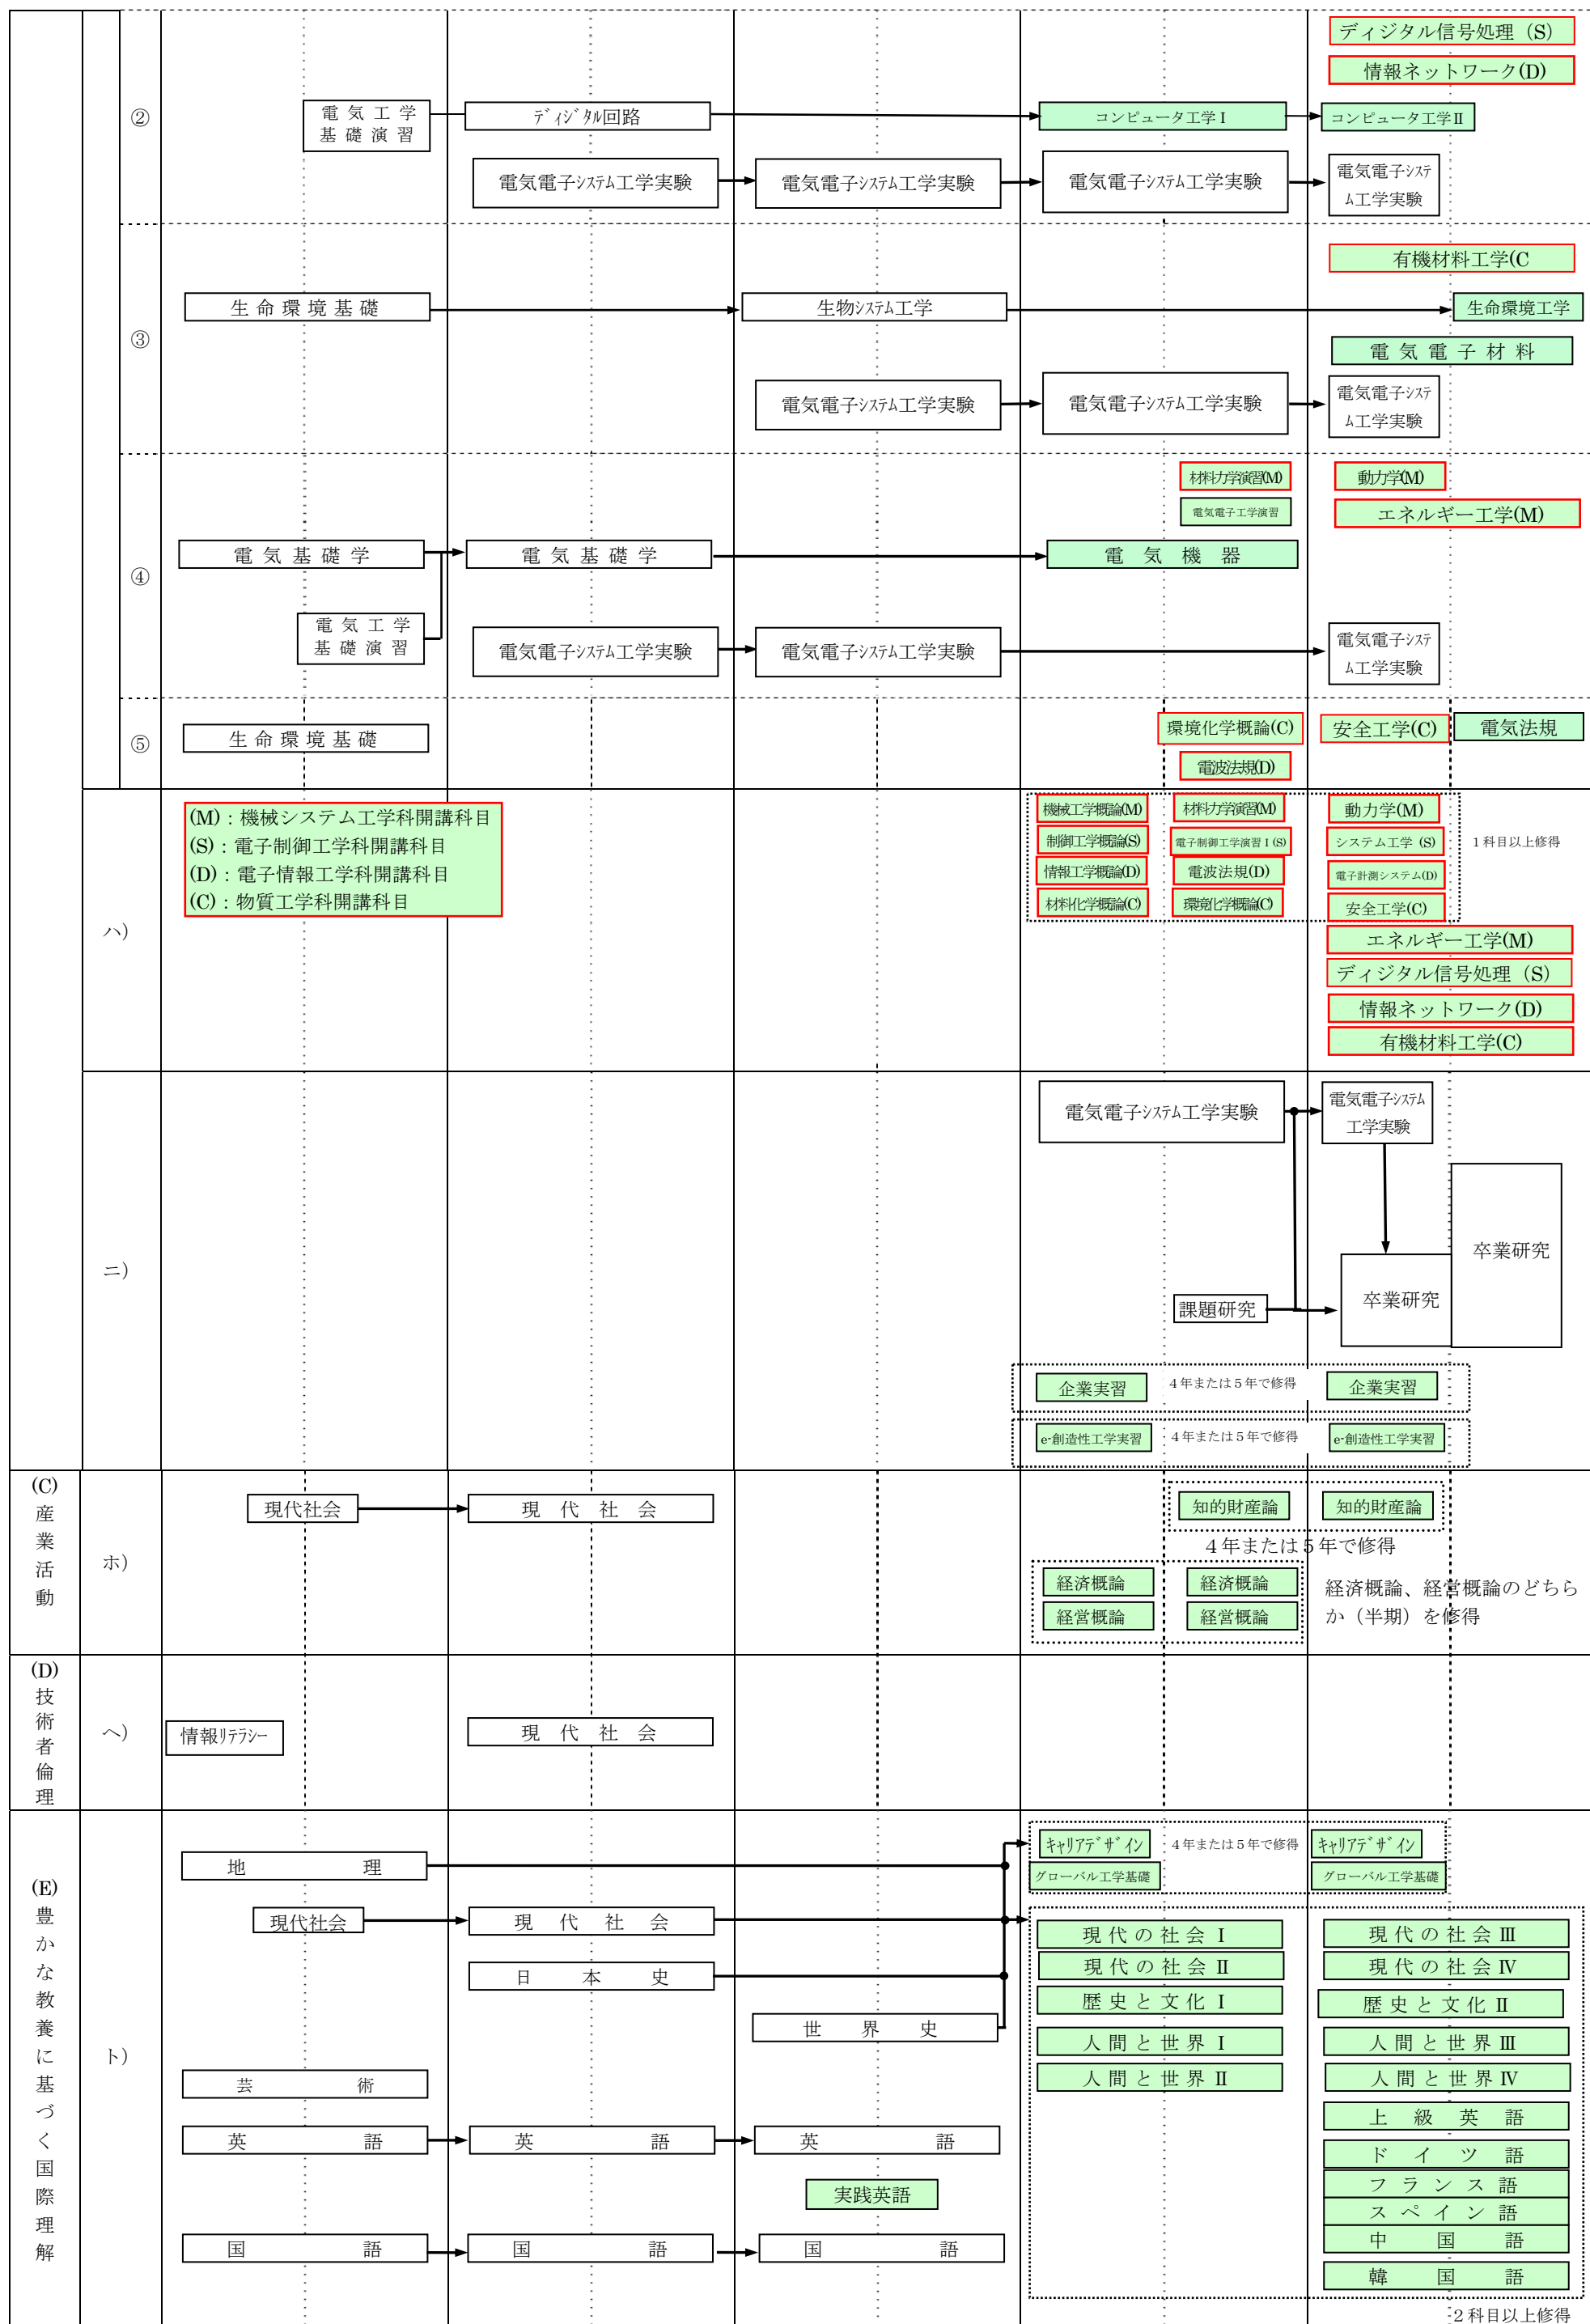 ディジタル信号処理（S）
情報ネットワーク(D)
②
電気工学
基礎演習
ディジタル回路
コンピュータ工学Ⅰ
コンピュータ工学Ⅱ
電気電子システム工学実験
電気電子システム工学実験
電気電子システム工学実験
電気電子システ
ム工学実験
有機材料工学(C
③
生命環境基礎
生物システム工学
生命環境工学
電気電子材料
電気電子システム工学実験
電気電子システム工学実験
電気電子システ
ム工学実験
④
材料力学演習(M)
動力学(M)
電気電子工学演習
エネルギー工学(M)
電気基礎学
電気基礎学
電気機器
電気工学
基礎演習
電気電子システム工学実験
電気電子システム工学実験
電気電子システ
ム工学実験
⑤
生命環境基礎
環境化学概論(C)
安全工学(C)
電気法規
電波法規(D)
ハ）
(M)：機械システム工学科開講科目
(S)：電子制御工学科開講科目
(D)：電子情報工学科開講科目
(C)：物質工学科開講科目
機械工学概論(M)
材料力学演習(M)
動力学(M)
制御工学概論(S)
電子制御工学演習Ⅰ(S)
システム工学 (S)
1科目以上修得
情報工学概論(D)
電波法規(D)
電子計測システム(D)
材料化学概論(C)
環境化学概論(C)
安全工学(C)
エネルギー工学(M)
ディジタル信号処理（S）
情報ネットワーク(D)
有機材料工学(C)
ニ）
電気電子システム工学実験
電気電子システム
工学実験
卒業研究
卒業研究
課題研究
企業実習
４年または５年で修得
企業実習
e-創造性工学実習
４年または５年で修得
e-創造性工学実習
(C)
産業活動
ホ）
現代社会
現代社会
知的財産論
知的財産論
４年または５年で修得
経済概論
経済概論
経営概論
経営概論
経済概論、経営概論のどちら
か（半期）を修得
(D)
技術者倫理
ヘ）
情報リテラシー
現代社会
(E)
豊かな教養に基づく国際理解
ト）
キャリアデザイン
４年または５年で修得
キャリアデザイン
地理
グローバル工学基礎
グローバル工学基礎
現代社会
現代社会
現代の社会Ⅰ
現代の社会Ⅲ
現代の社会Ⅱ
現代の社会Ⅳ
日本史
歴史と文化Ⅰ
歴史と文化Ⅱ
世界史
人間と世界Ⅰ
人間と世界Ⅲ
芸術
人間と世界Ⅱ
人間と世界Ⅳ
上級英語
英語
英語
英語
ドイツ語
フランス語
実践英語
スペイン語
中国語
国語
国語
国語
韓国語
２科目以上修得